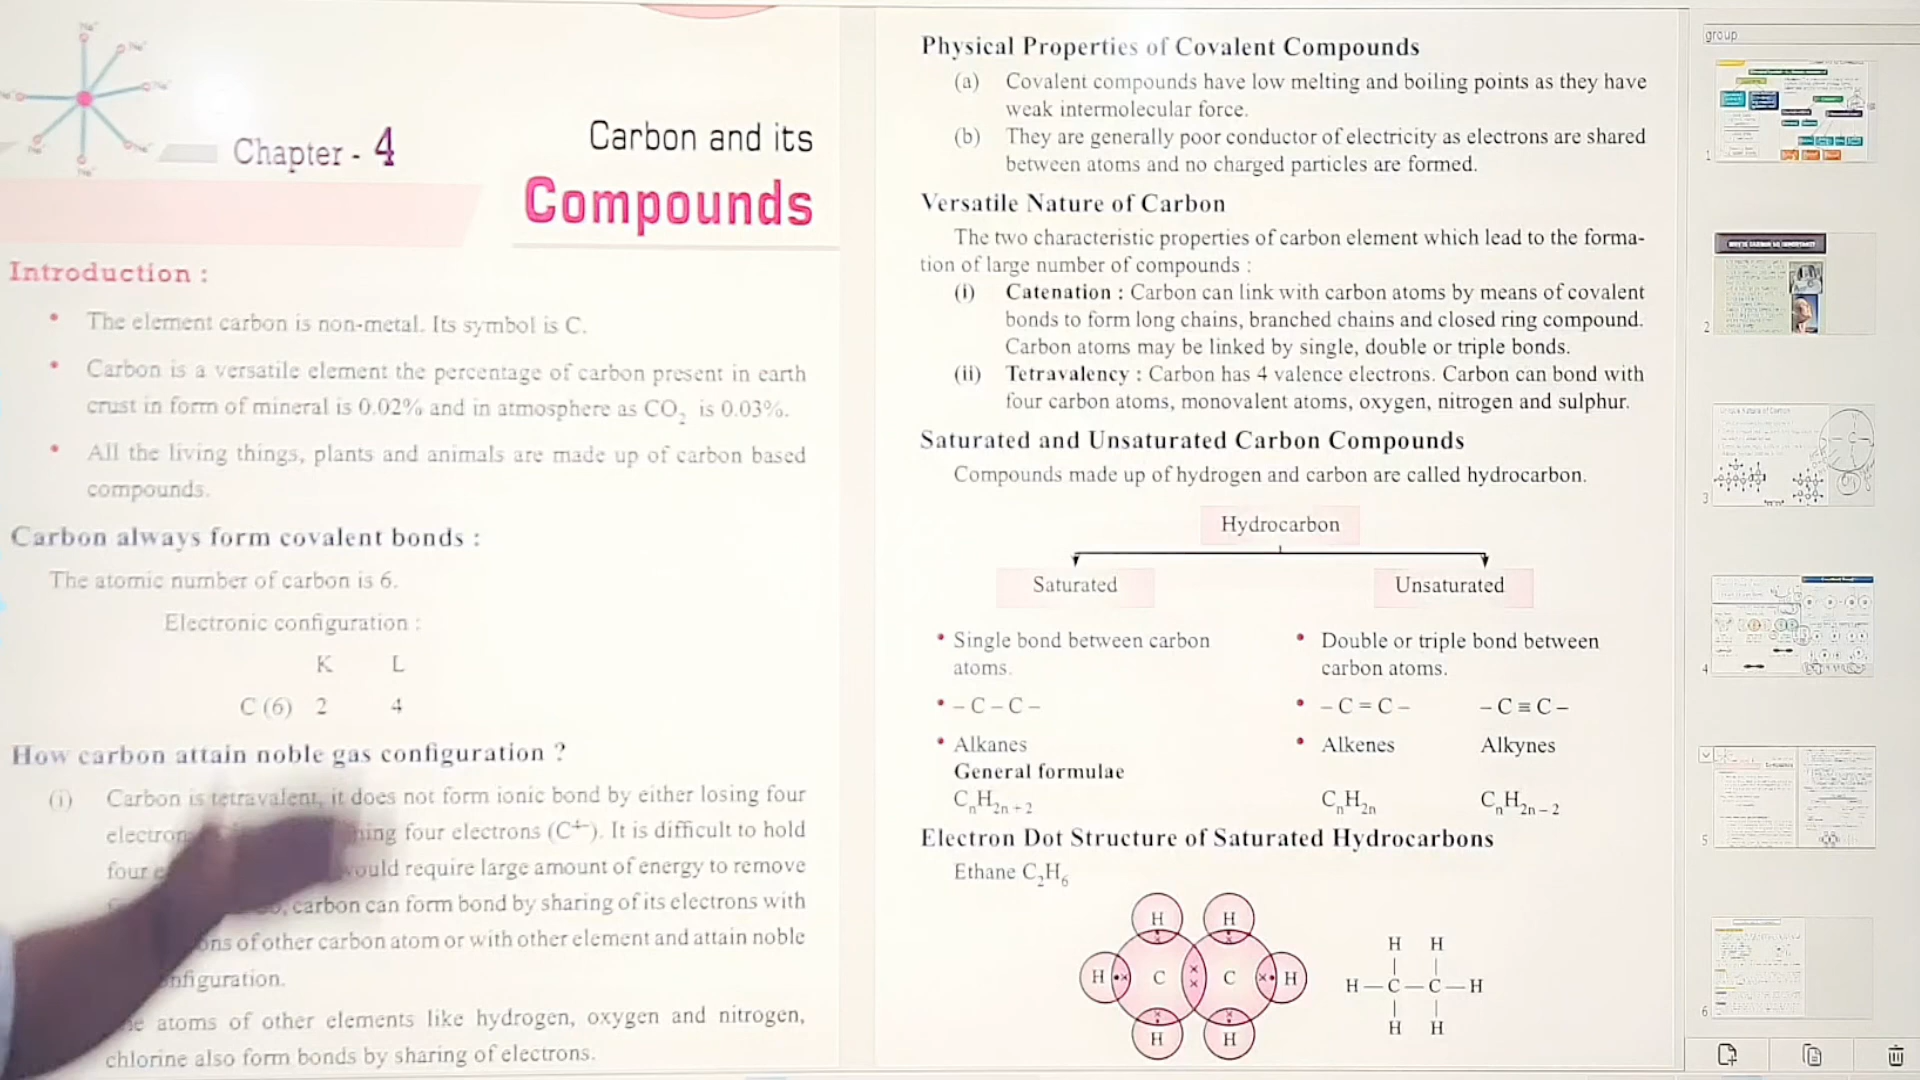 Chapter - 4
Carbon and its
Compounds
Introduction :
• The element carbon is non-metal. Its symbol is C.
• Carbon is a versatile element the percentage of carbon present in earth
crust in form of mineral is 0.02% and in atmosphere as CO₂ is 0.03%.
• All the living things, plants and animals are made up of carbon based
compounds.
Carbon always form covalent bonds :
The atomic number of carbon is 6.
Electronic configuration :
K L
C (6) 2 4
How carbon attain noble gas configuration ?
(i) Carbon is tetravalent, it does not form ionic bond by either losing four
four electrons (C⁴⁻). It is difficult to hold
four would require large amount of energy to remove
carbon can form bond by sharing of its electrons with
of other carbon atom or with other element and attain noble
atoms of other elements like hydrogen, oxygen and nitrogen,
chlorine also form bonds by sharing of electrons.
Physical Properties of Covalent Compounds
(a) Covalent compounds have low melting and boiling points as they have
weak intermolecular force.
(b) They are generally poor conductor of electricity as electrons are shared
between atoms and no charged particles are formed.
Versatile Nature of Carbon
The two characteristic properties of carbon element which lead to the forma-
tion of large number of compounds :
(i) Catenation : Carbon can link with carbon atoms by means of covalent
bonds to form long chains, branched chains and closed ring compound.
Carbon atoms may be linked by single, double or triple bonds.
(ii) Tetravalency : Carbon has 4 valence electrons. Carbon can bond with
four carbon atoms, monovalent atoms, oxygen, nitrogen and sulphur.
Saturated and Unsaturated Carbon Compounds
Compounds made up of hydrogen and carbon are called hydrocarbon.
Hydrocarbon
Saturated Unsaturated
• Single bond between carbon • Double or triple bond between
atoms. carbon atoms.
• – C – C – • – C = C – – C ≡ C –
• Alkanes • Alkenes Alkynes
General formulae
CₙH₂ₙ₊₂ CₙH₂ₙ CₙH₂ₙ₋₂
Electron Dot Structure of Saturated Hydrocarbons
Ethane C₂H₆
H H
H C C H
H H
H H
H — C — C — H
H H
group
1
2
3
4
5
6